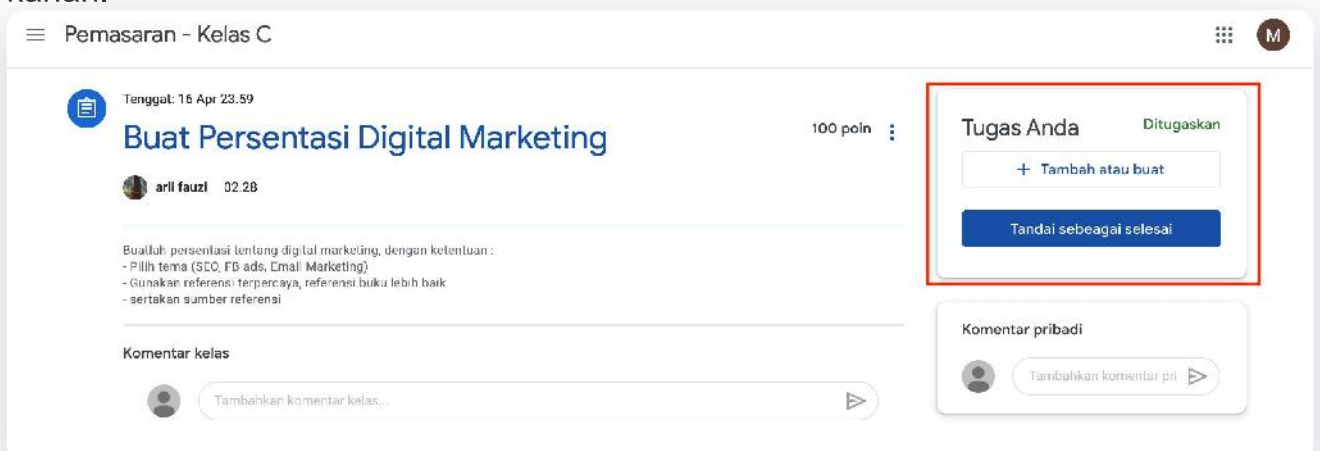 kanan.
Pemasaran - Kelas C
M
Tenggat: 16 Apr 23.59
Buat Persentasi Digital Marketing
100 poin
arli fauzi 02.28
Buatlah persentasi tentang digital marketing, dengan ketentuan :
- Pilih tema (SEO, FB ads, Email Marketing)
- Gunakan referensi terpercaya, referensi buku lebih baik
- sertakan sumber referensi
Komentar kelas
Tambahkan komentar kelas...
Tugas Anda
Ditugaskan
+ Tambah atau buat
Tandai sebeagai selesai
Komentar pribadi
Tambahkan komentar pri